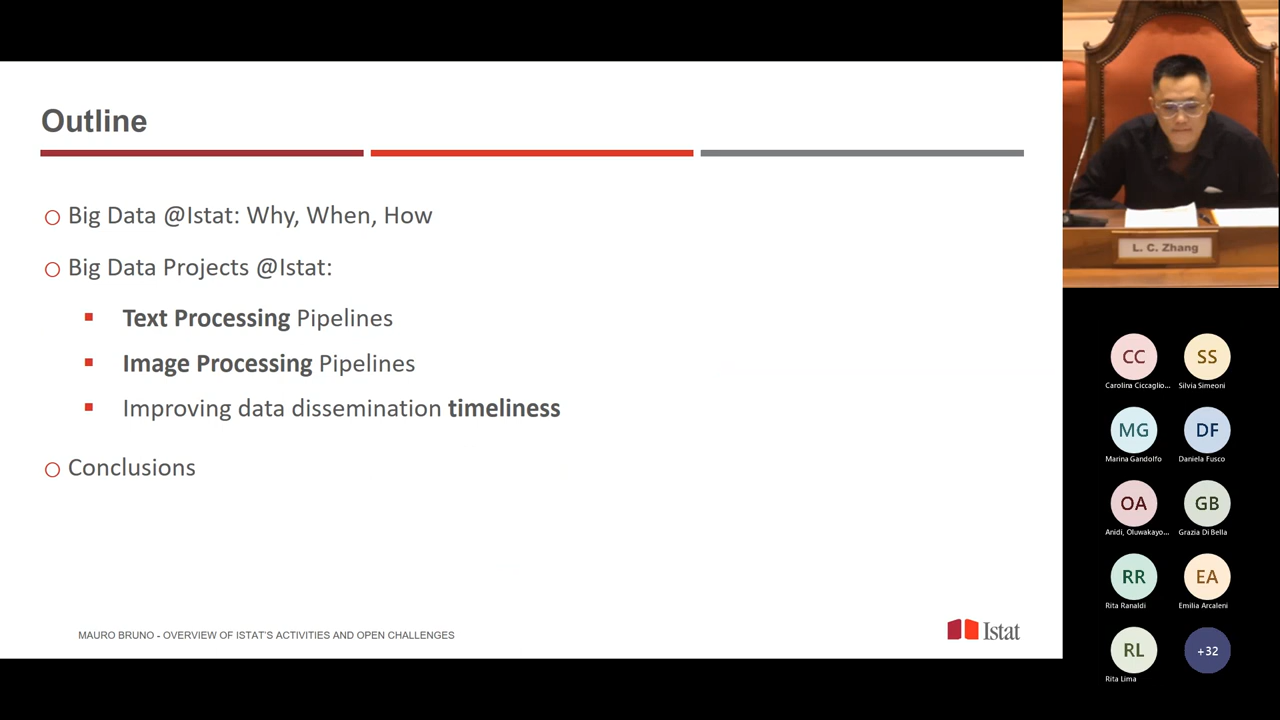 Outline
Big Data @Istat: Why, When, How
Big Data Projects @Istat:
Text Processing Pipelines
Image Processing Pipelines
Improving data dissemination timeliness
Conclusions
MAURO BRUNO - OVERVIEW OF ISTAT'S ACTIVITIES AND OPEN CHALLENGES
Istat
L. C. Zhang
CC
Carolina Ciccaglio...
SS
Silvia Simeoni
MG
Marina Gandolfo
DF
Daniela Fusco
OA
Anidi, Oluwakayo...
GB
Grazia Di Bella
RR
Rita Ranaldi
EA
Emilia Arcaleni
RL
Rita Lima
+32